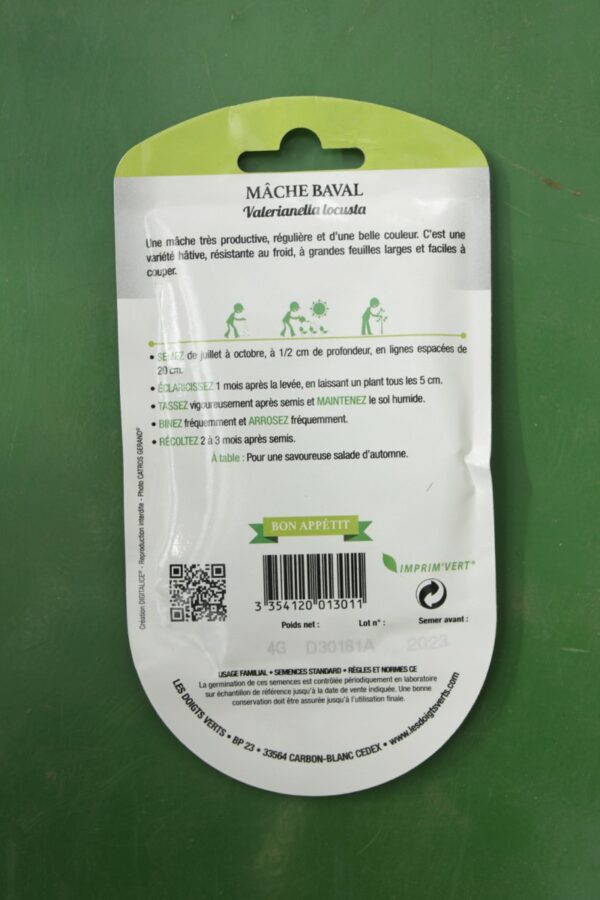 MÂCHE BAVAL
Valerianella locusta
Une mâche très productive, régulière et d'une belle couleur. C'est une
variété hâtive, résistante au froid, à grandes feuilles larges et faciles à
couper.
• SEMEZ de juillet à octobre, à 1/2 cm de profondeur, en lignes espacées de
20 cm.
• ÉCLAIRCISSEZ 1 mois après la levée, en laissant un plant tous les 5 cm.
• TASSEZ vigoureusement après semis et MAINTENEZ le sol humide.
• BINEZ fréquemment et ARROSEZ fréquemment.
• RÉCOLTEZ 2 à 3 mois après semis.
À table : Pour une savoureuse salade d'automne.
Création DIGITALICE® - Reproduction interdite - Photo CATROS GERAND®
BON APPÉTIT
IMPRIM'VERT®
3 354120 013011
Poids net : Lot n° : Semer avant :
4G D30181A 2023
USAGE FAMILIAL • SEMENCES STANDARD • RÈGLES ET NORMES CE
La germination de ces semences est contrôlée périodiquement en laboratoire
sur échantillon de référence jusqu'à la date de vente indiquée. Une bonne
conservation doit être assurée jusqu'à l'utilisation finale.
LES DOIGTS VERTS • BP 23 • 33564 CARBON-BLANC CEDEX • www.lesdoigtsverts.com